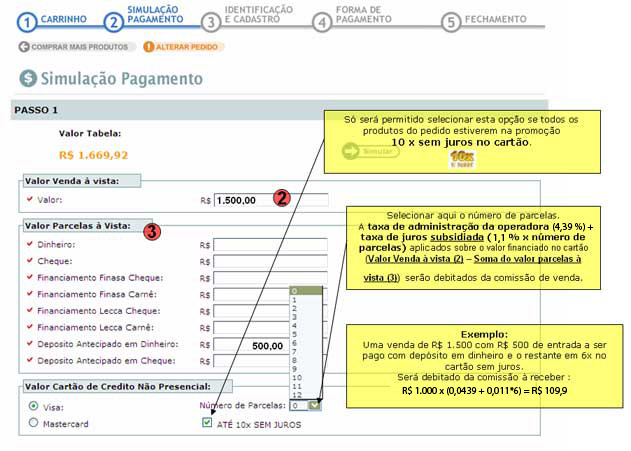 1 CARRINHO
2 SIMULAÇÃO
PAGAMENTO
3 IDENTIFICAÇÃO
E CADASTRO
4 FORMA DE
PAGAMENTO
5 FECHAMENTO
COMPRAR MAIS PRODUTOS
ALTERAR PEDIDO
$ Simulação Pagamento
PASSO 1
Valor Tabela:
R$ 1.669,92
Simular
Só será permitido selecionar esta opção se todos os
produtos do pedido estiverem na promoção
10 x sem juros no cartão.
10x
Valor Venda à vista:
Valor: R$ 1.500,00 2
Valor Parcelas à Vista: 3
Dinheiro: R$
Cheque: R$
Financiamento Finasa Cheque: R$
Financiamento Finasa Carnê: R$
Financiamento Lecca Cheque: R$
Financiamento Lecca Carnê: R$
Deposito Antecipado em Dinheiro: R$ 500,00
Deposito Antecipado em Cheque: R$
0
1
2
3
4
5
6
7
8
9
10
11
12
Selecionar aqui o número de parcelas.
A taxa de administração da operadora (4,39 %) +
taxa de juros subsidiada ( 1,1 % x número de
parcelas) aplicados sobre o valor financiado no cartão
(Valor Venda à vista (2) – Soma do valor parcelas à
vista (3)) serão debitados da comissão de venda.
Exemplo:
Uma venda de R$ 1.500 com R$ 500 de entrada a ser
pago com depósito em dinheiro e o restante em 6x no
cartão sem juros.
Será debitado da comissão à receber :
R$ 1.000 x (0,0439 + 0,011*6) = R$ 109,9
Valor Cartão de Credito Não Presencial:
Visa:
Número de Parcelas: 0
Mastercard
ATÉ 10x SEM JUROS